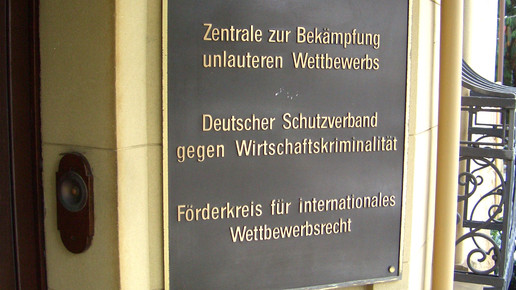 Zentrale zur Bekämpfung
unlauteren Wettbewerbs
Deutscher Schutzverband
gegen Wirtschaftskriminalität
Förderkreis für internationales
Wettbewerbsrecht